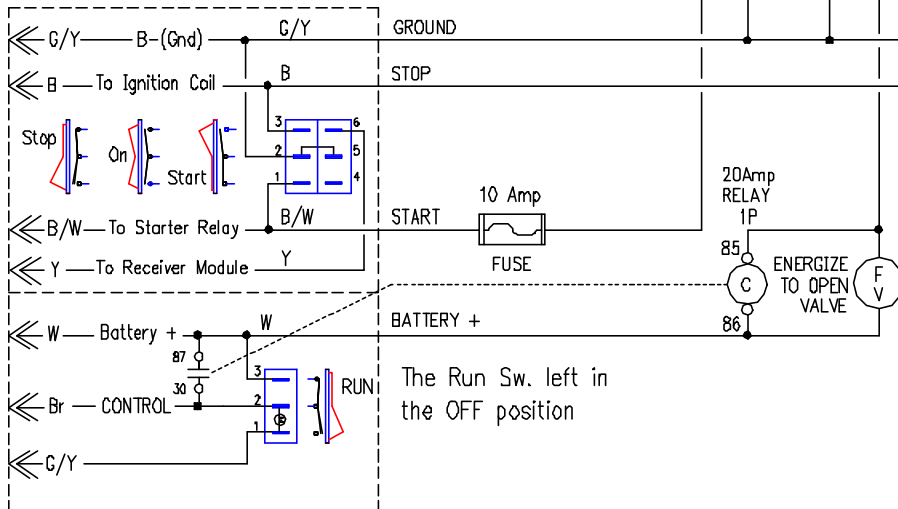 G/Y B-(Gnd) G/Y GROUND
B To Ignition Coil B STOP
Stop On Start
3 6
2 5
1 4
B/W To Starter Relay B/W START
10 Amp
FUSE
20Amp
RELAY
1P
85
C
86
ENERGIZE
TO OPEN
VALVE
F
V
Y To Receiver Module Y
W Battery + W BATTERY +
87
30
3
2
1
RUN
Br CONTROL
G/Y
The Run Sw. left in
the OFF position